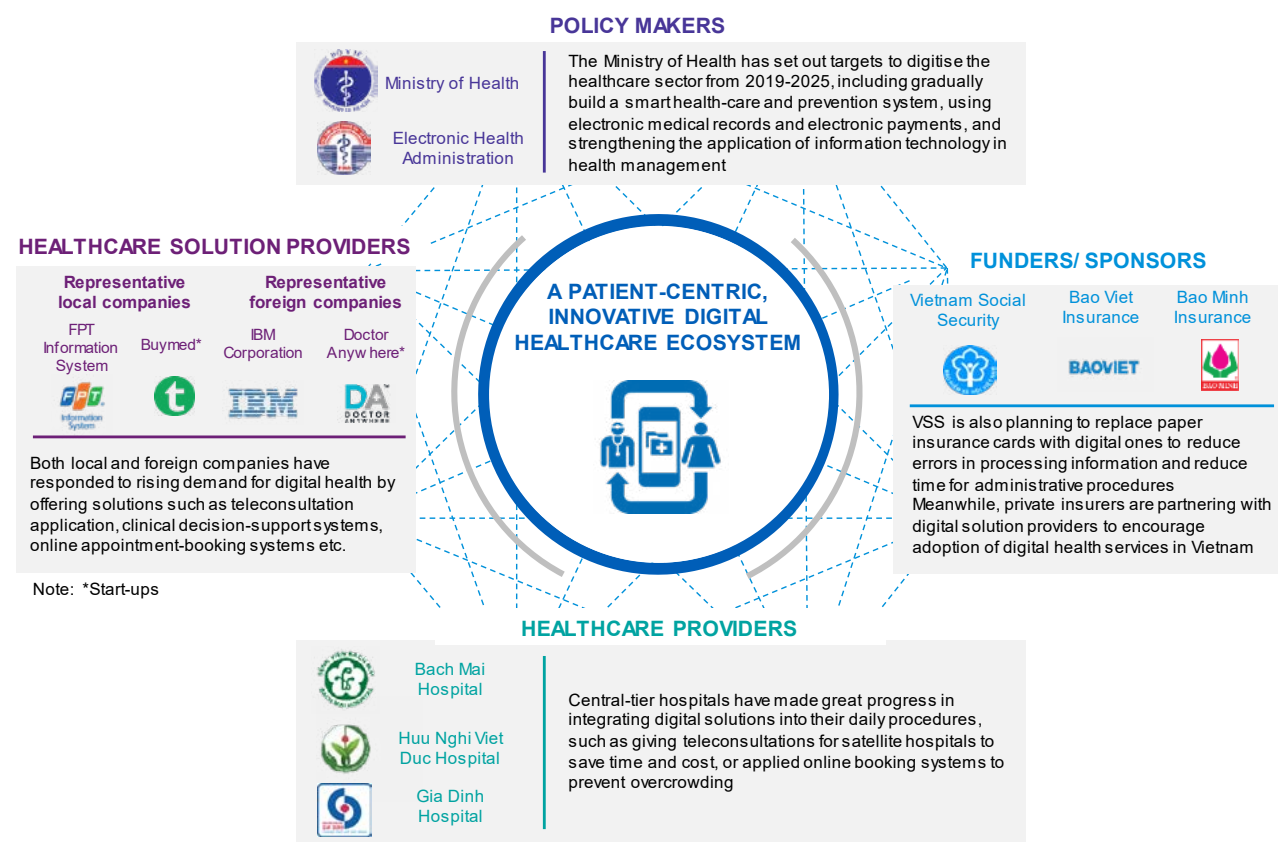 POLICY MAKERS
Ministry of Health
Electronic Health
Administration
The Ministry of Health has set out targets to digitise the
healthcare sector from 2019-2025, including gradually
build a smart health-care and prevention system, using
electronic medical records and electronic payments, and
strengthening the application of information technology in
health management
HEALTHCARE SOLUTION PROVIDERS
Representative
local companies
Representative
foreign companies
FPT
Information
System
Buymed*
IBM
Corporation
Doctor
Anywhere*
FPT
Information
System
t
IBM
DA™
DOCTOR
ANYWHERE
Both local and foreign companies have
responded to rising demand for digital health by
offering solutions such as teleconsultation
application, clinical decision-support systems,
online appointment-booking systems etc.
Note: *Start-ups
A PATIENT-CENTRIC,
INNOVATIVE DIGITAL
HEALTHCARE ECOSYSTEM
FUNDERS/ SPONSORS
Vietnam Social
Security
Bao Viet
Insurance
Bao Minh
Insurance
BAOVIET
BAO MINH
VSS is also planning to replace paper
insurance cards with digital ones to reduce
errors in processing information and reduce
time for administrative procedures
Meanwhile, private insurers are partnering with
digital solution providers to encourage
adoption of digital health services in Vietnam
HEALTHCARE PROVIDERS
Bach Mai
Hospital
Huu Nghi Viet
Duc Hospital
Gia Dinh
Hospital
Central-tier hospitals have made great progress in
integrating digital solutions into their daily procedures,
such as giving teleconsultations for satellite hospitals to
save time and cost, or applied online booking systems to
prevent overcrowding